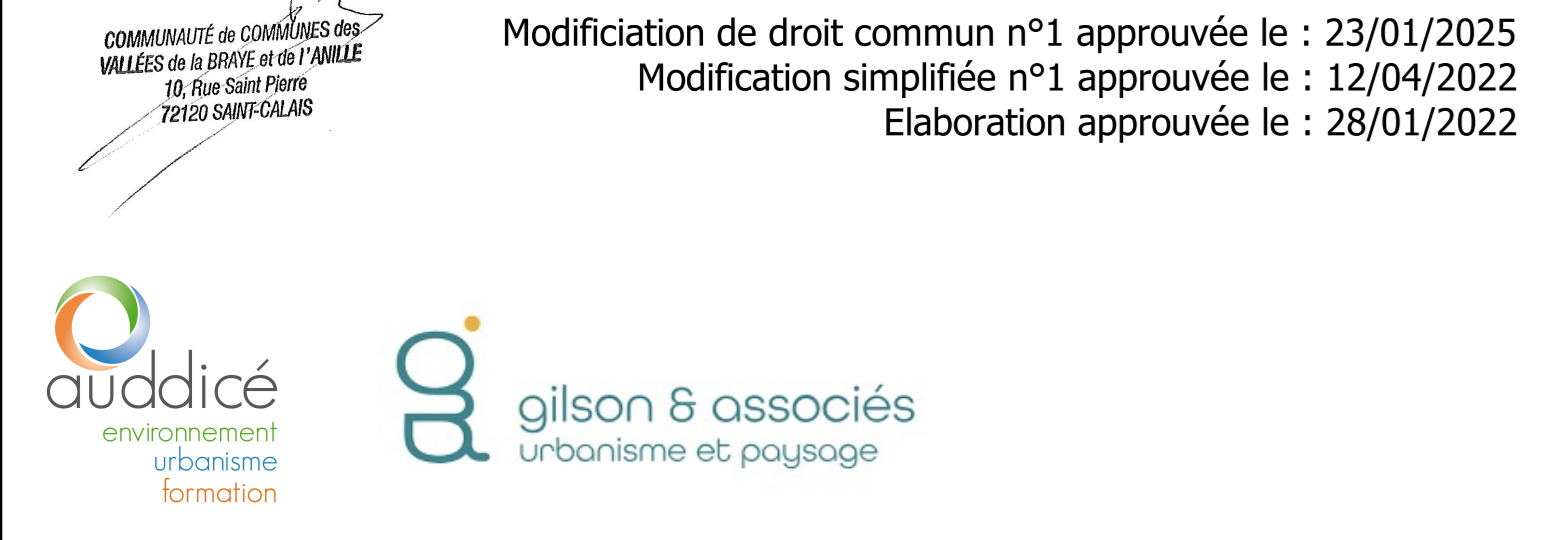 COMMUNAUTÉ de COMMUNES des
VALLÉES de la BRAYE et de l'ANILLE
10, Rue Saint Pierre
72120 SAINT-CALAIS
Modificiation de droit commun n°1 approuvée le : 23/01/2025
Modification simplifiée n°1 approuvée le : 12/04/2022
Elaboration approuvée le : 28/01/2022
auddicé
environnement
urbanisme
formation
gilson & associés
urbanisme et paysage